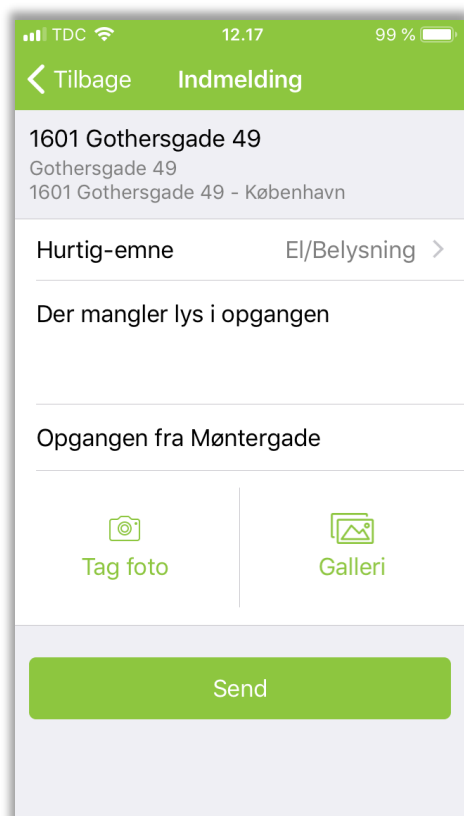 TDC 12.17 99 %
Tilbage Indmelding
1601 Gothersgade 49
Gothersgade 49
1601 Gothersgade 49 - København
Hurtig-emne El/Belysning
Der mangler lys i opgangen
Opgangen fra Møntergade
Tag foto Galleri
Send